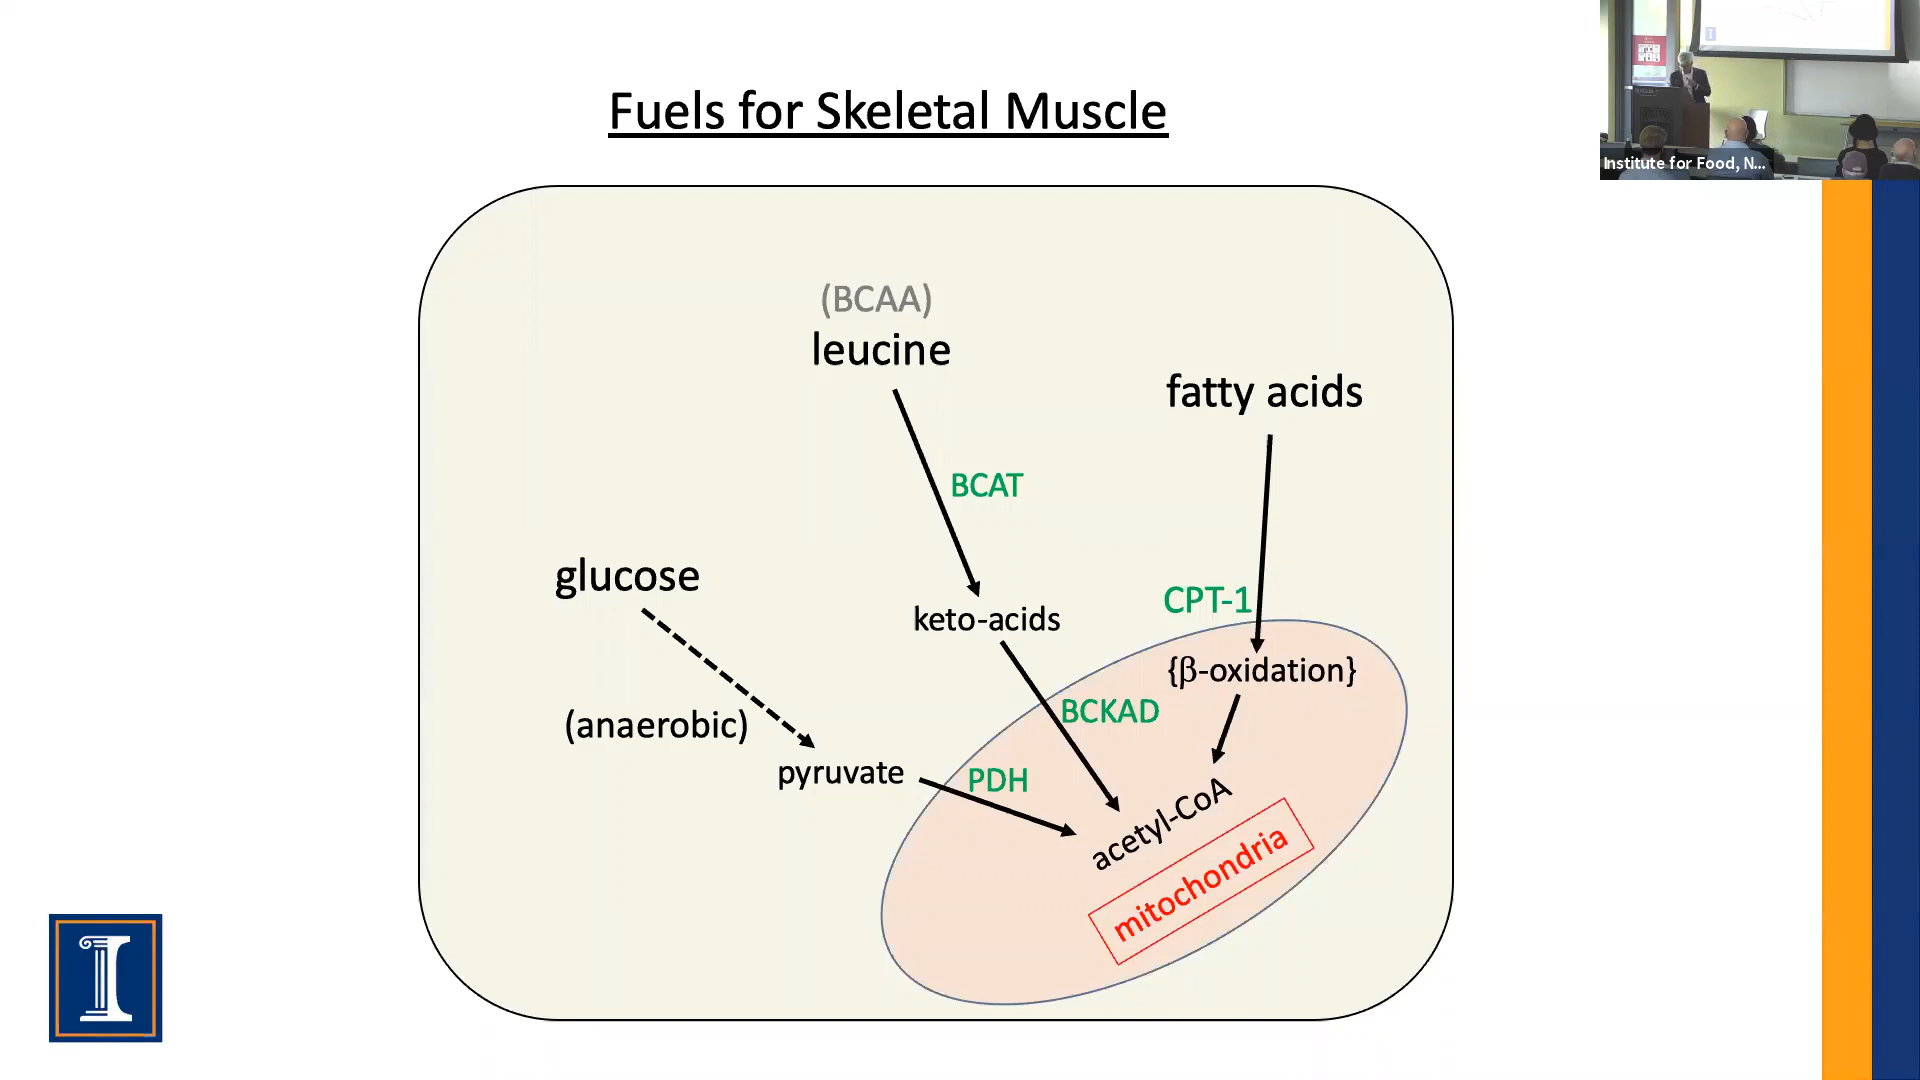 Fuels for Skeletal Muscle
Institute for Food, N...
(BCAA)
leucine
fatty acids
BCAT
glucose
CPT-1
keto-acids
{β-oxidation}
BCKAD
(anaerobic)
pyruvate
PDH
acetyl-CoA
mitochondria